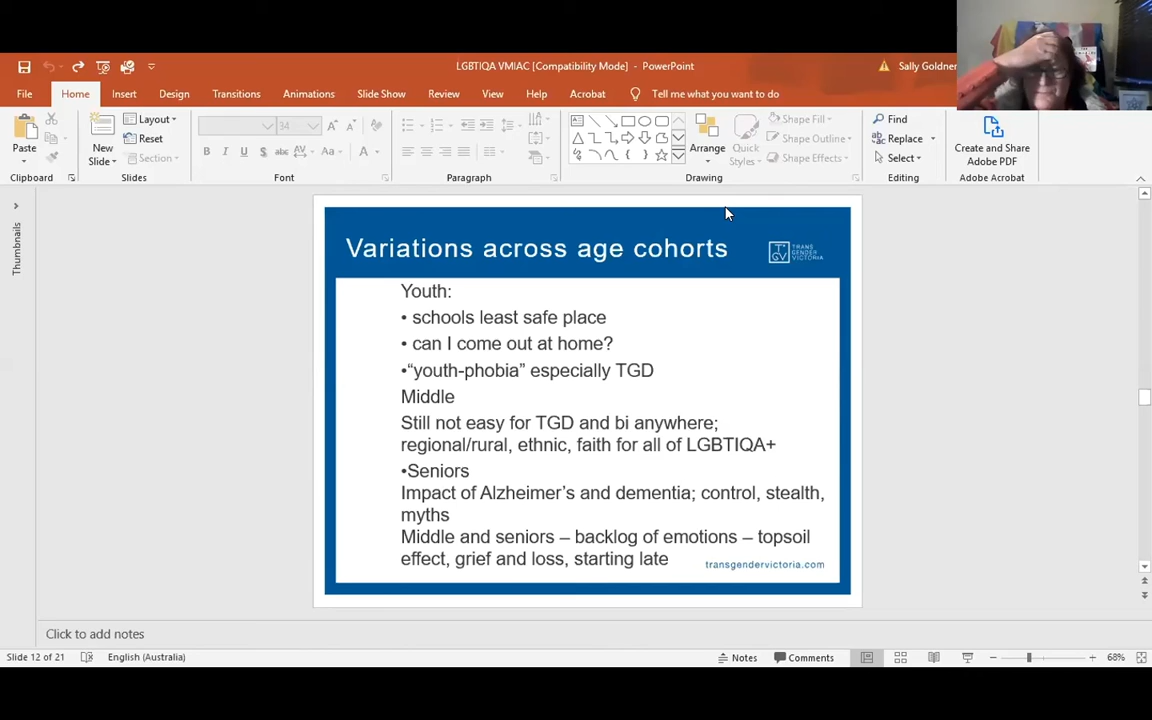 LGBTIQA VMIAC [Compatibility Mode] - PowerPoint
Sally Goldner
File Home Insert Design Transitions Animations Slide Show Review View Help Acrobat Tell me what you want to do
Paste
Clipboard
New Slide
Layout
Reset
Section
Slides
34
B I U S abc AV Aa A
Font
Paragraph
Arrange
Quick Styles
Shape Fill
Shape Outline
Shape Effects
Drawing
Find
Replace
Select
Editing
Create and Share Adobe PDF
Adobe Acrobat
Thumbnails
Variations across age cohorts
TRANS
GENDER
VICTORIA
Youth:
• schools least safe place
• can I come out at home?
•“youth-phobia” especially TGD
Middle
Still not easy for TGD and bi anywhere;
regional/rural, ethnic, faith for all of LGBTIQA+
•Seniors
Impact of Alzheimer’s and dementia; control, stealth,
myths
Middle and seniors – backlog of emotions – topsoil
effect, grief and loss, starting late
transgendervictoria.com
Click to add notes
Slide 12 of 21 English (Australia) Notes Comments 68%